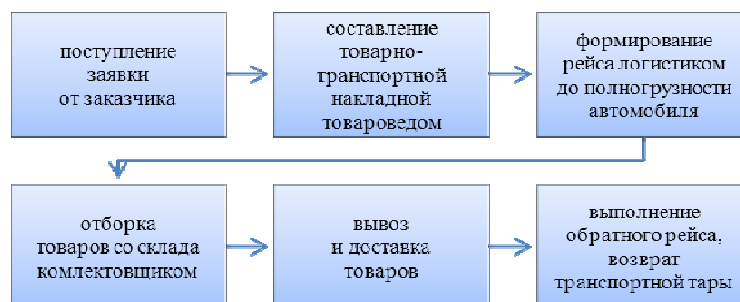 поступление
заявки
от заказчика
составление
товарно-
транспортной
накладной
товароведом
формирование
рейса логистиком
до полногрузности
автомобиля
отборка
товаров со склада
комлектовщиком
вывоз
и доставка
товаров
выполнение
обратного рейса,
возврат
транспортной тары